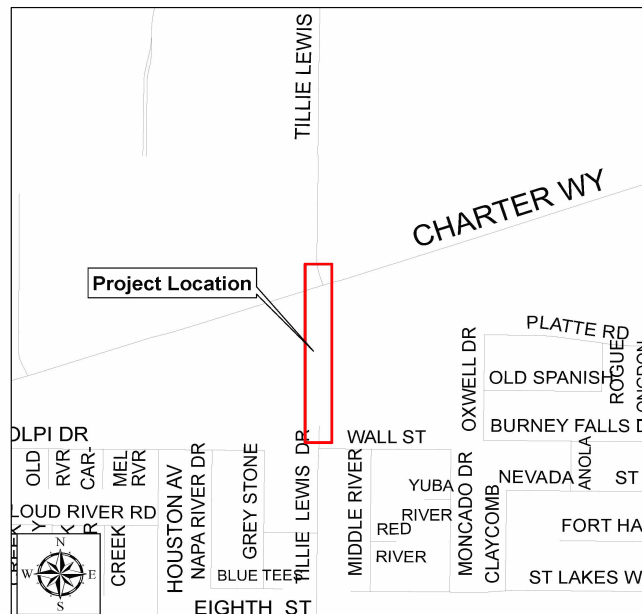 TILLIE LEWIS
CHARTER WY
Project Location
PLATTE RD
ROGUE
OXWELL DR
OLD SPANISH
BURNEY FALLS D
OLPI DR
WALL ST
TILLIE LEWIS DR
OLD
RVR
CAR-
MEL
RVR
HOUSTON AV
NAPA RIVER DR
GREY STONE
MIDDLE RIVER
YUBA
RIVER
MONCADO DR
CLAYCOMB
NEVADA ST
ANOLA
LOUD RIVER RD
CREEK
RED
RIVER
FORT HA
BLUE TEES
ST LAKES W
EIGHTH ST
N
W E
S